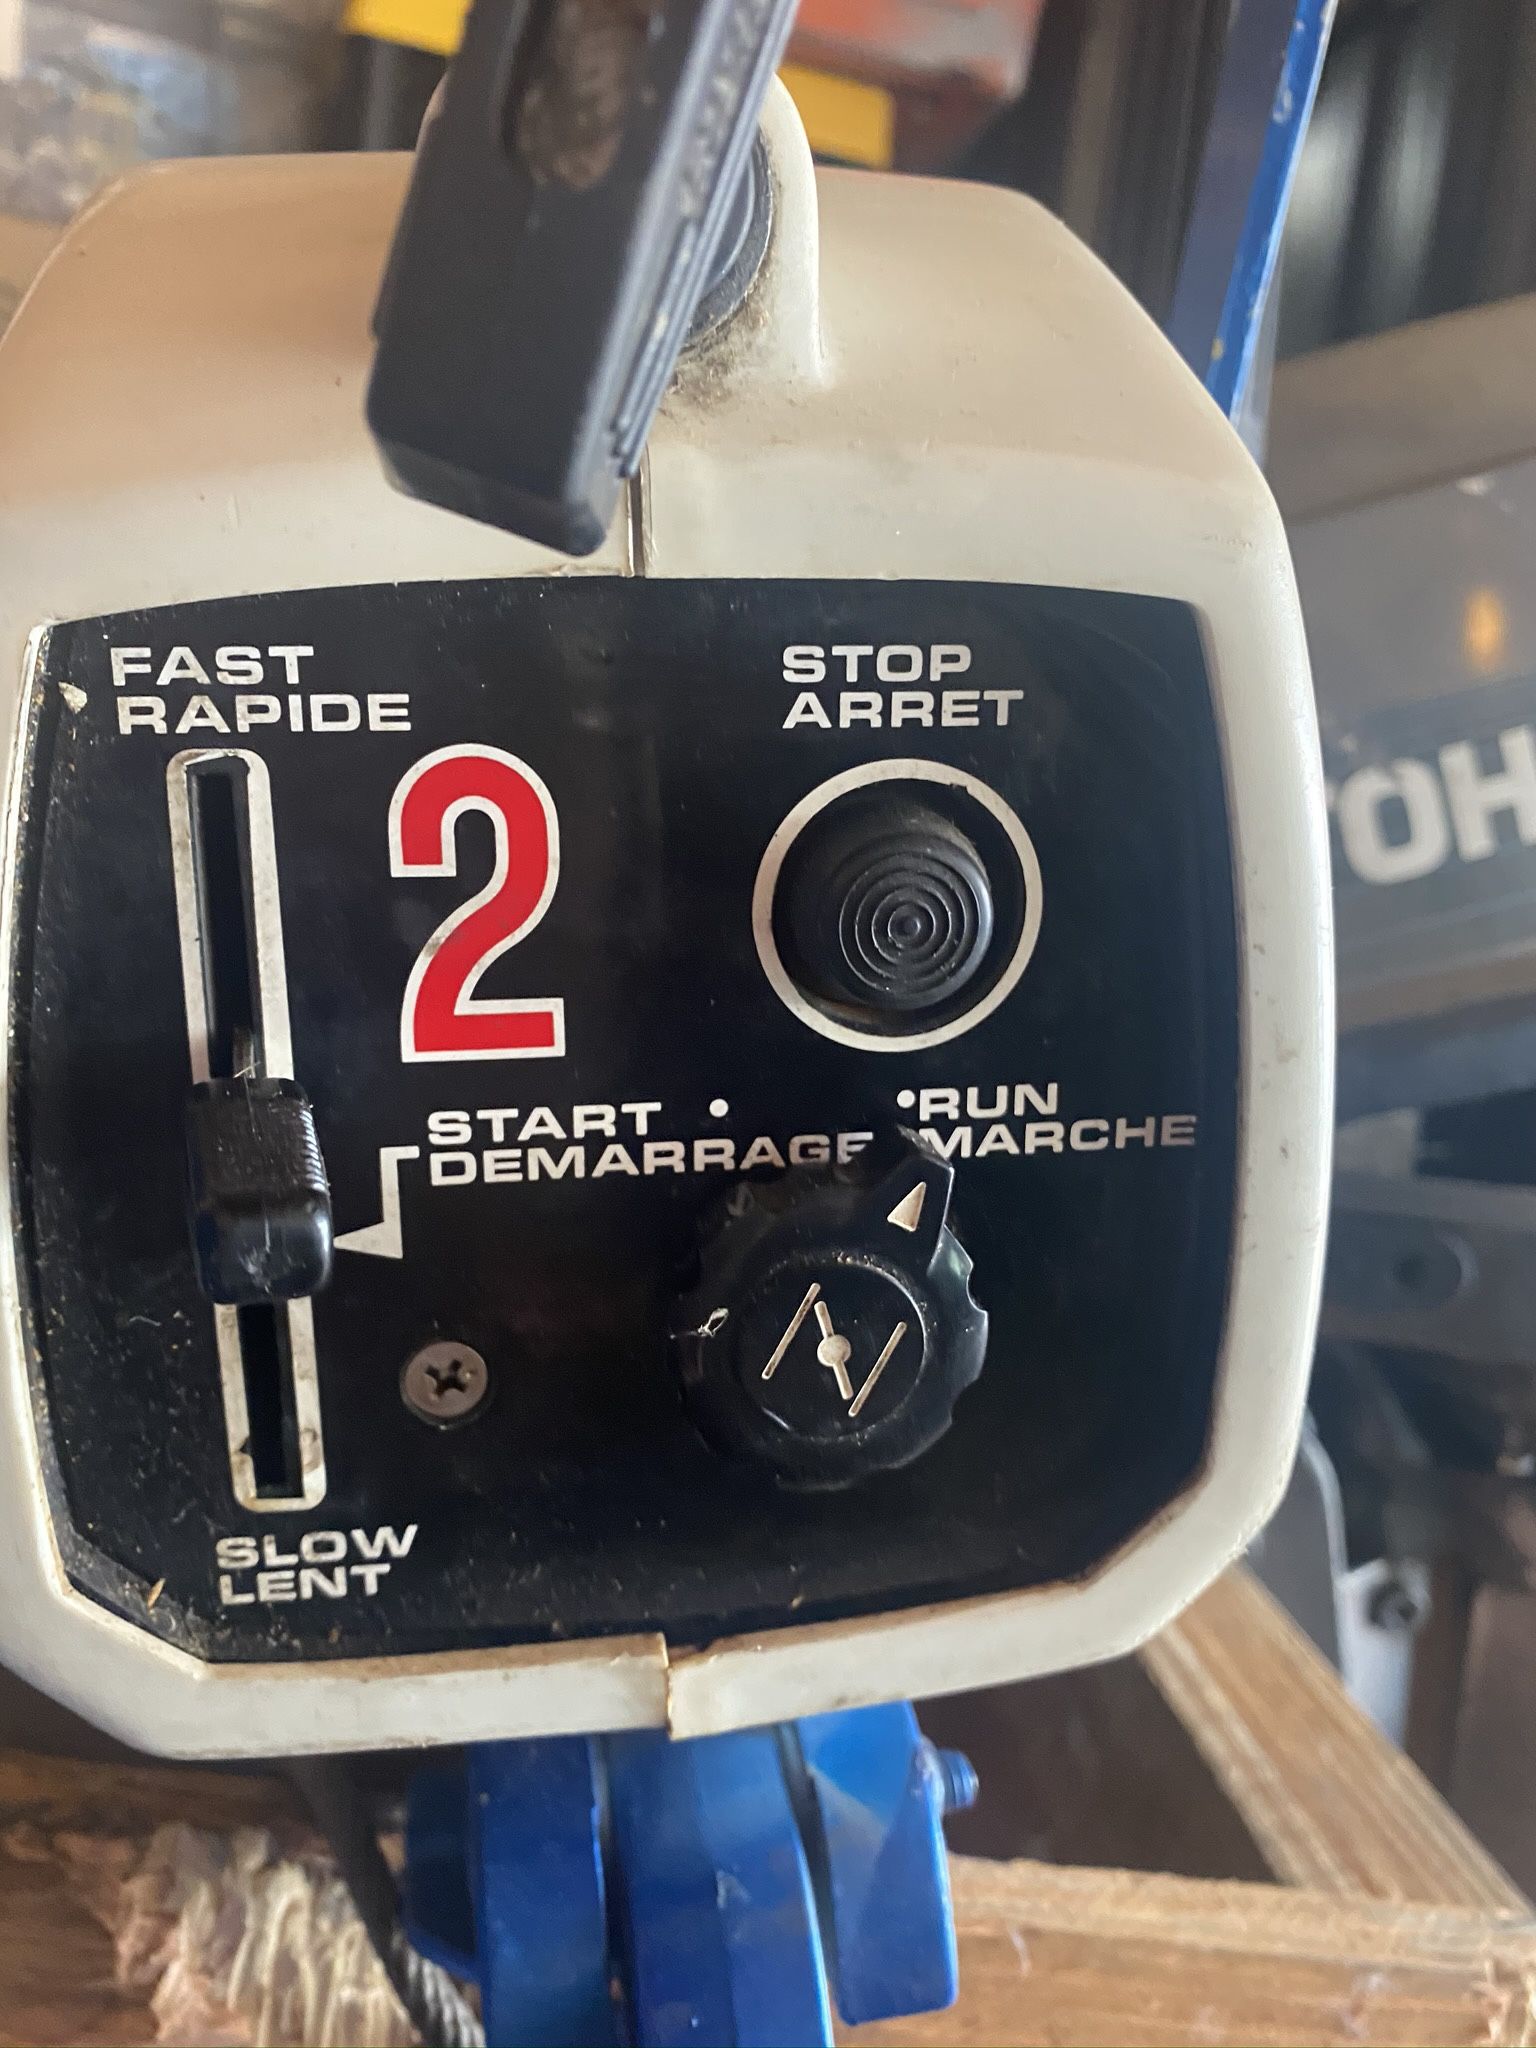 FAST
RAPIDE
STOP
ARRET
2
START
DEMARRAGE
RUN
MARCHE
SLOW
LENT